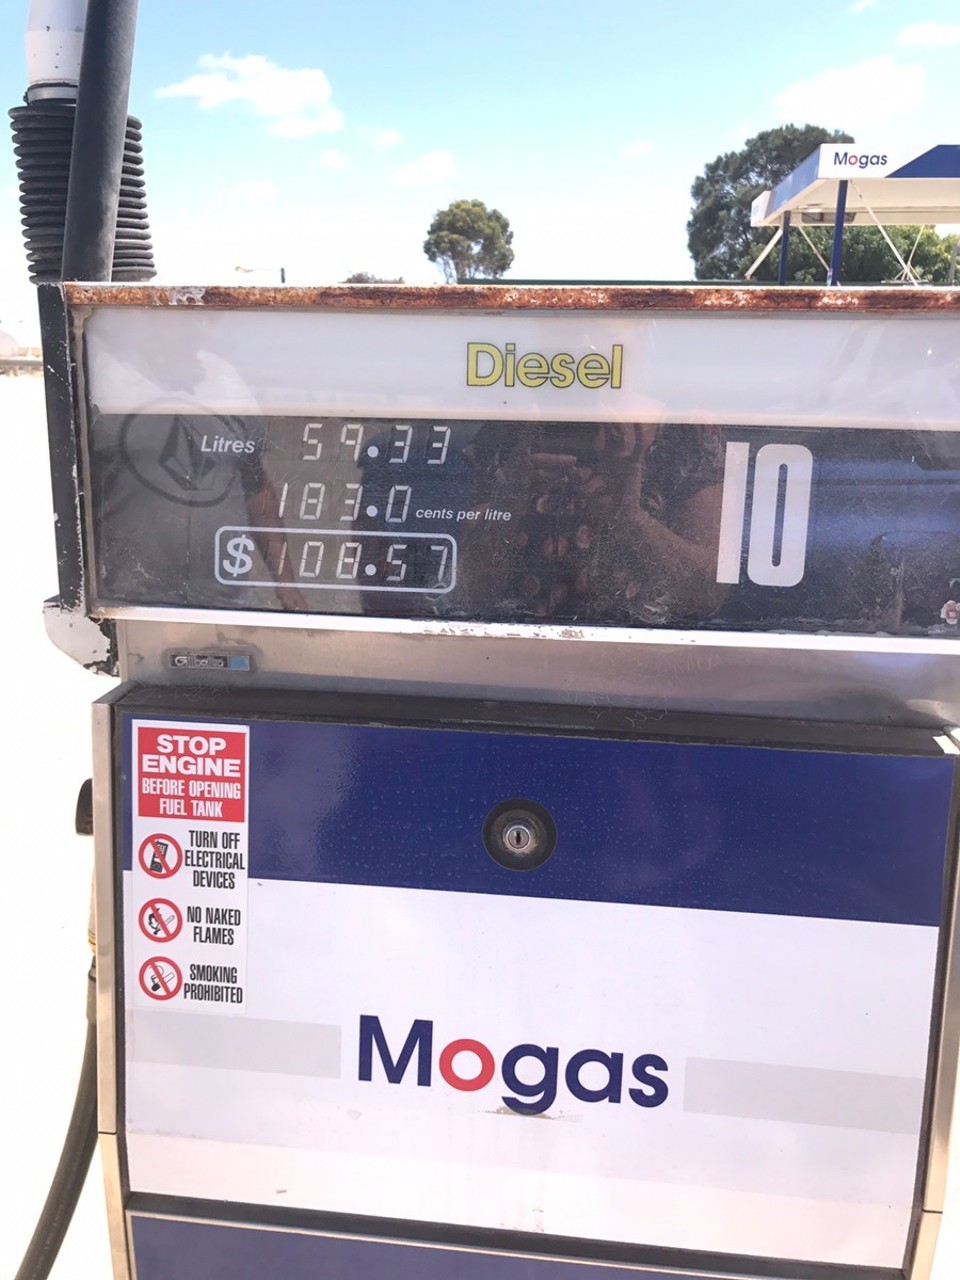 Mogas
Diesel
Litres 59.33
183.0 cents per litre
$108.57
10
Gilbarco
STOP
ENGINE
BEFORE OPENING
FUEL TANK
TURN OFF
ELECTRICAL
DEVICES
NO NAKED
FLAMES
SMOKING
PROHIBITED
Mogas